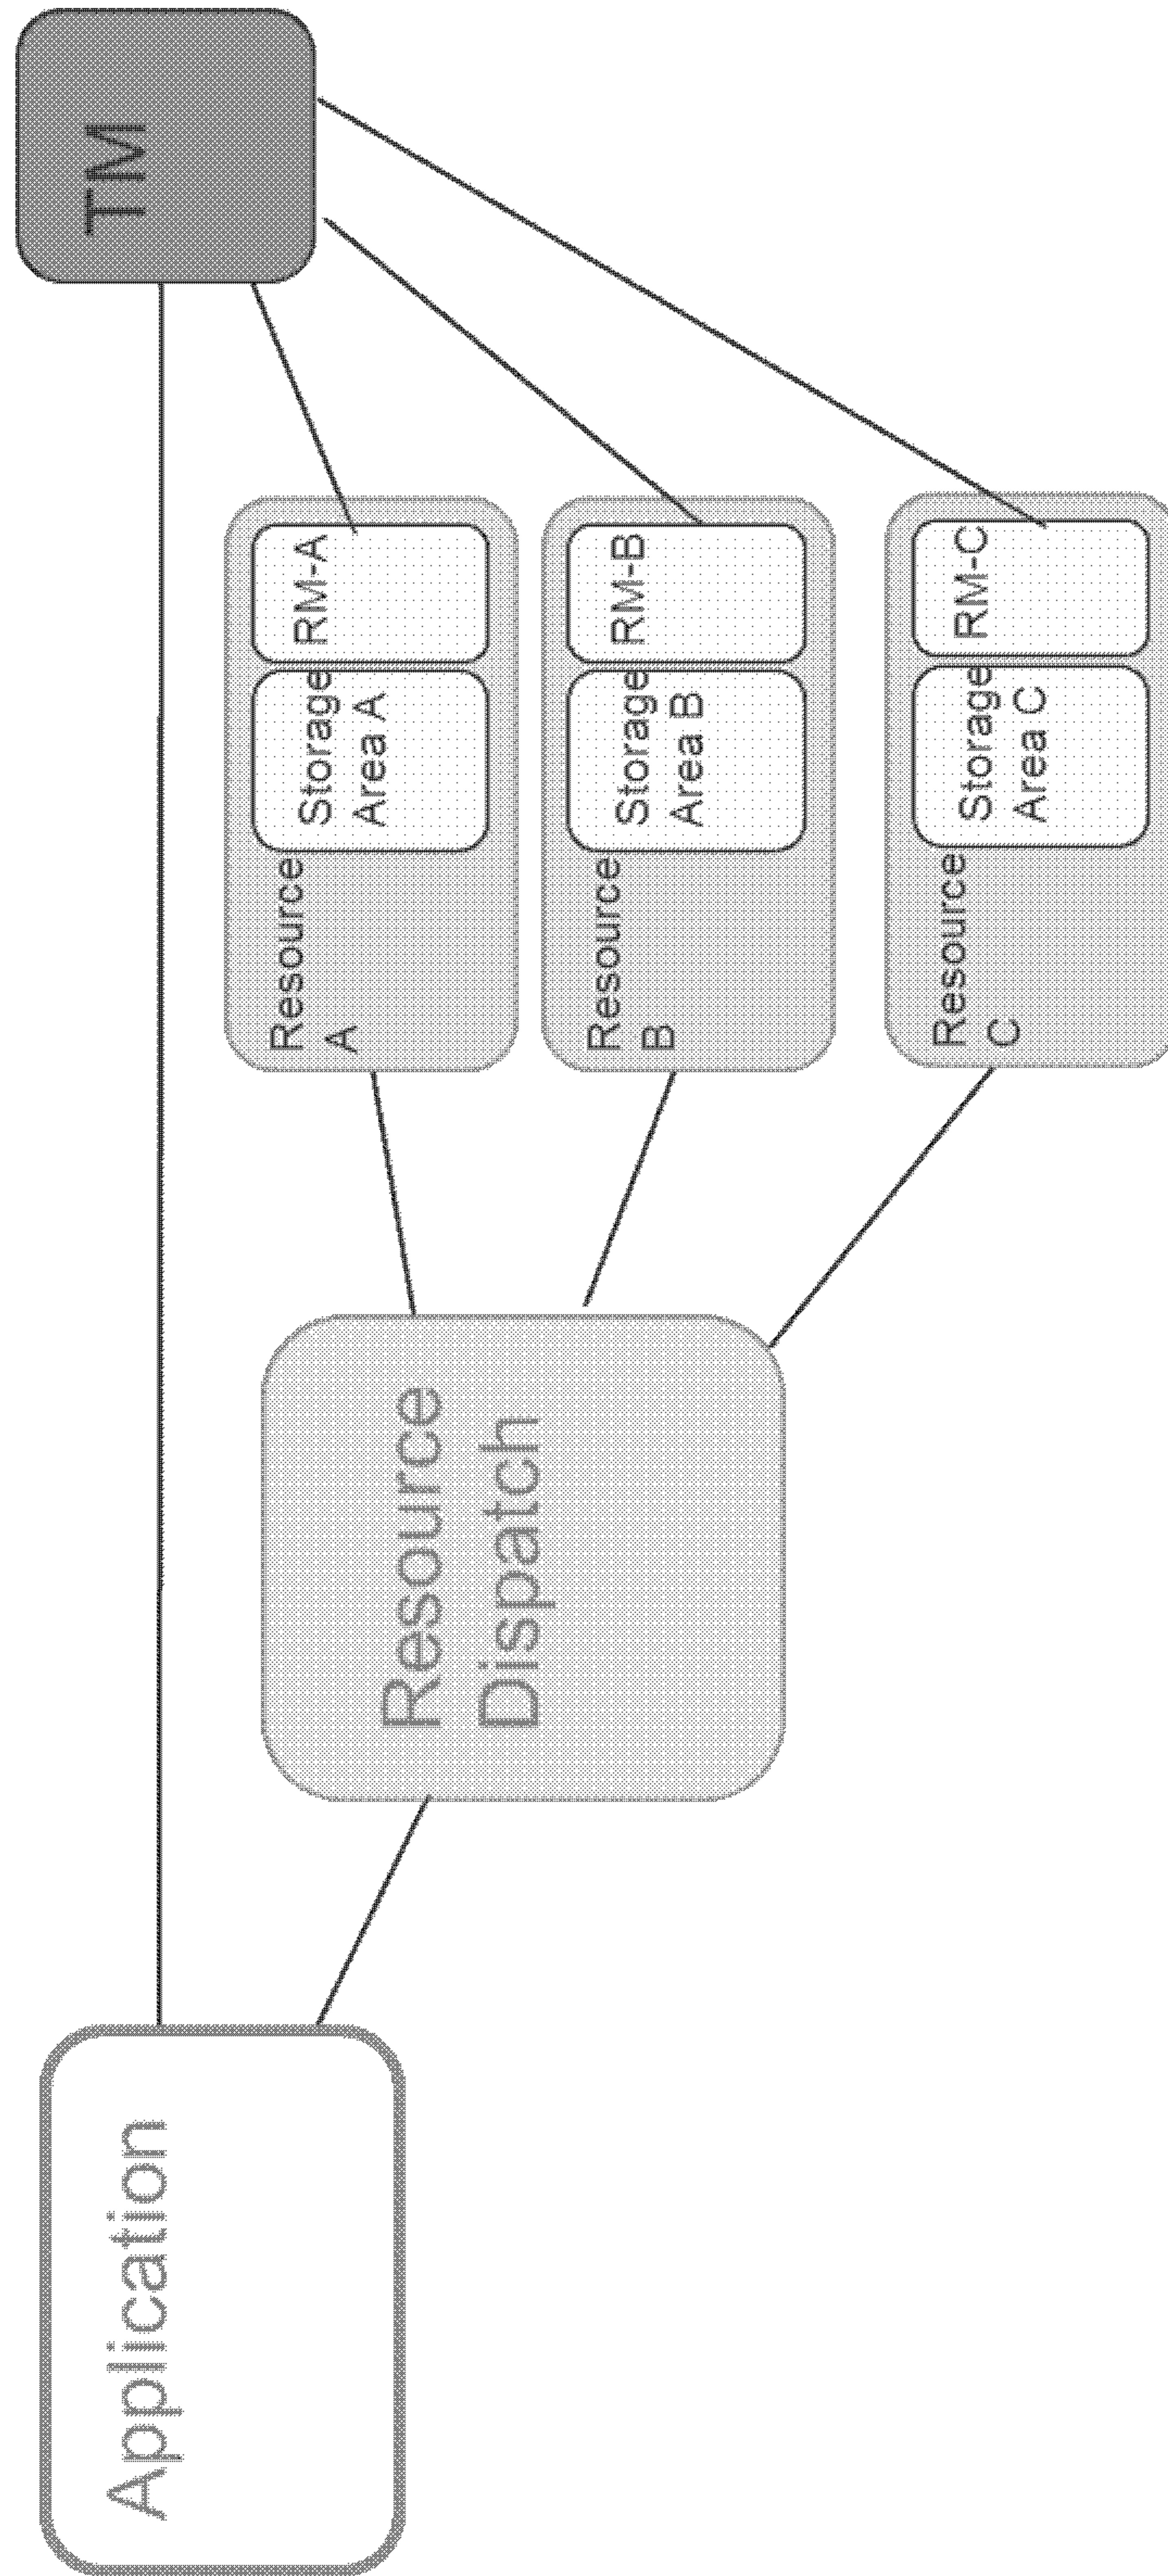 Application
Resource
Dispatch
Resource
A
Storage
Area A
RM-A
Resource
B
Storage
Area B
RM-B
Resource
C
Storage
Area C
RM-C
TM